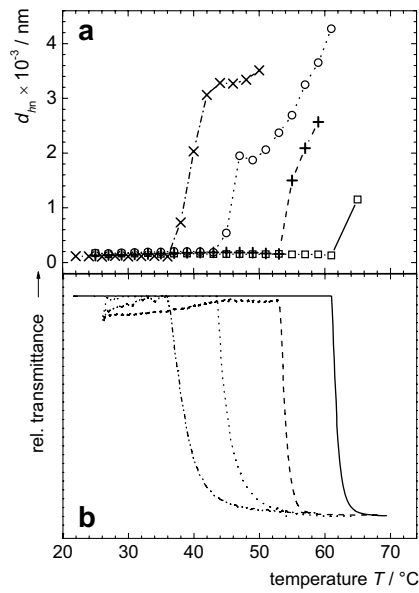 a
4
3
2
1
0
d_hn × 10⁻³ / nm
rel. transmittance →
b
20 30 40 50 60 70
temperature T / °C